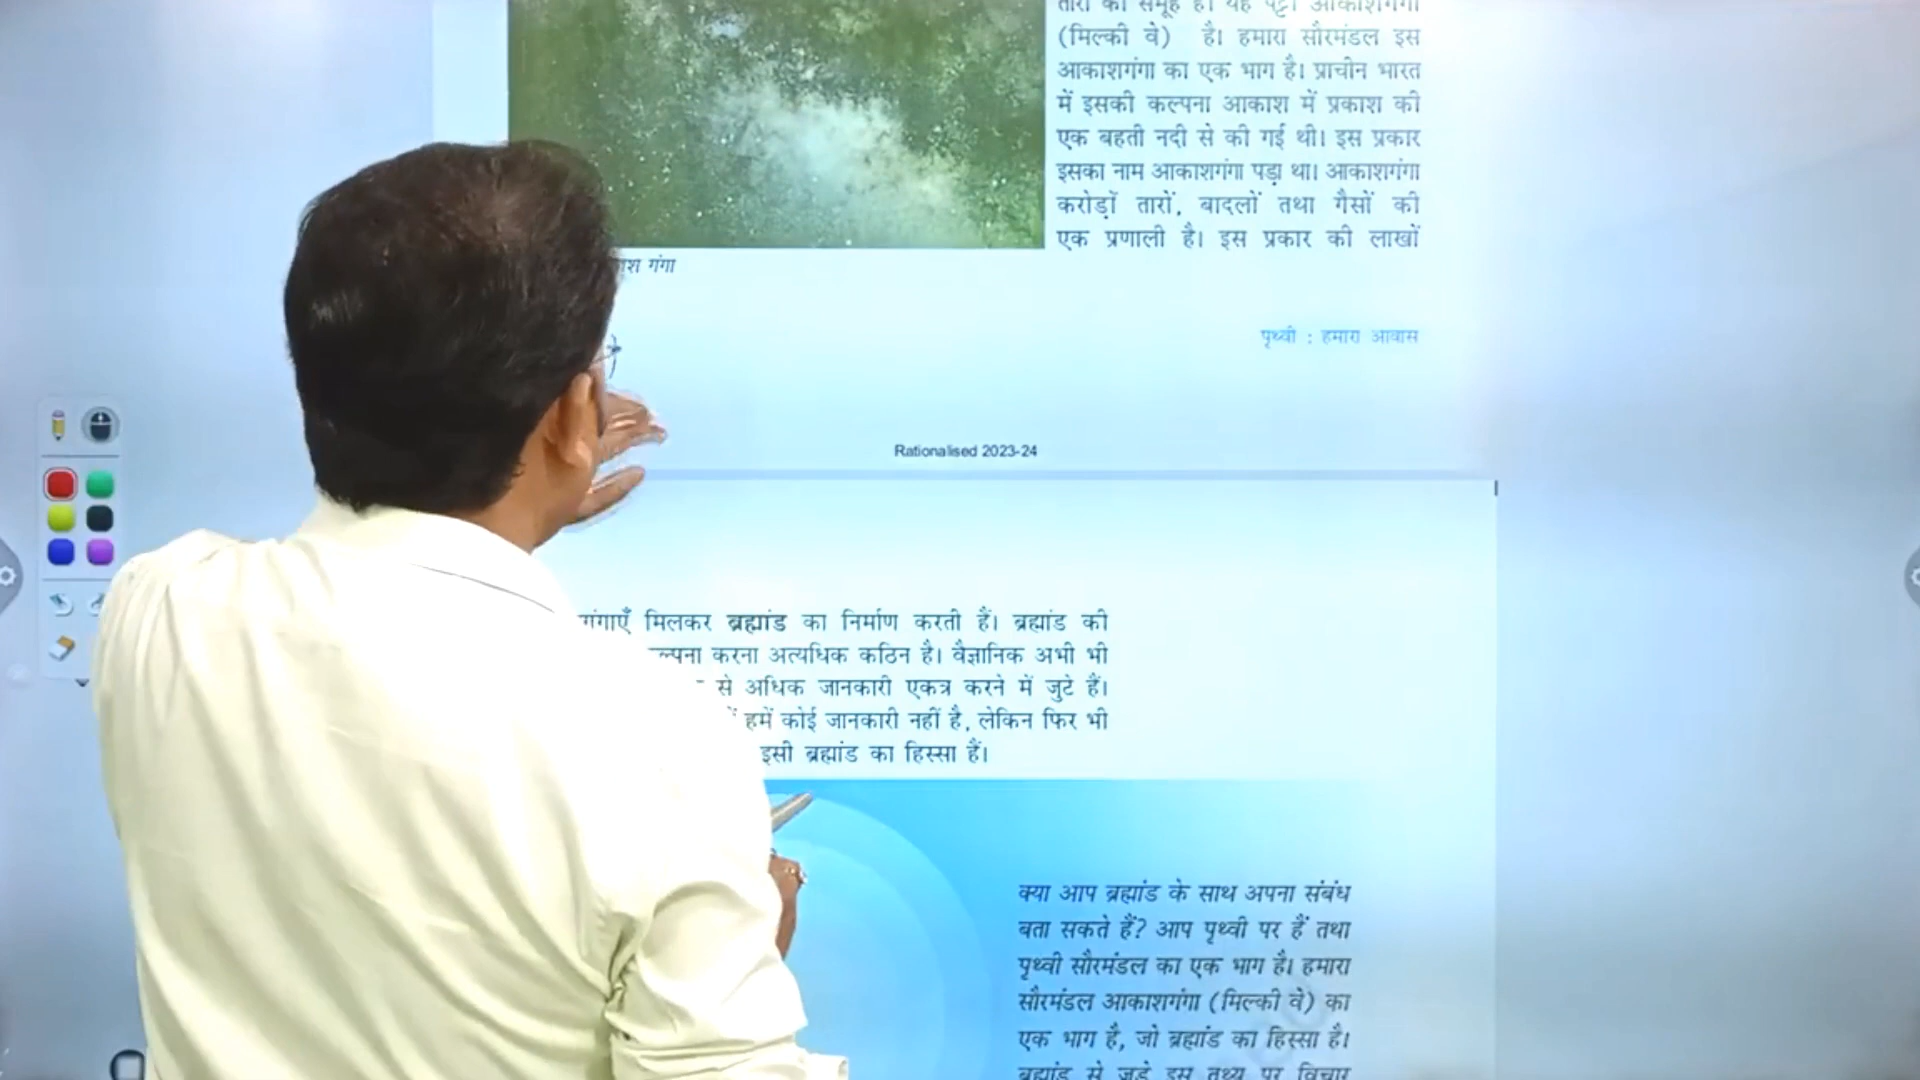 तारों का समूह है। यह पट्टी आकाशगंगा
(मिल्की वे) है। हमारा सौरमंडल इस
आकाशगंगा का एक भाग है। प्राचीन भारत
में इसकी कल्पना आकाश में प्रकाश की
एक बहती नदी से की गई थी। इस प्रकार
इसका नाम आकाशगंगा पड़ा था। आकाशगंगा
करोड़ों तारों, बादलों तथा गैसों की
एक प्रणाली है। इस प्रकार की लाखों
गंगा
पृथ्वी : हमारा आवास
Rationalised 2023-24
गंगाएँ मिलकर ब्रह्मांड का निर्माण करती हैं। ब्रह्मांड की
करना अत्यधिक कठिन है। वैज्ञानिक अभी भी
से अधिक जानकारी एकत्र करने में जुटे हैं।
हमें कोई जानकारी नहीं है, लेकिन फिर भी
इसी ब्रह्मांड का हिस्सा हैं।
क्या आप ब्रह्मांड के साथ अपना संबंध
बता सकते हैं? आप पृथ्वी पर हैं तथा
पृथ्वी सौरमंडल का एक भाग है। हमारा
सौरमंडल आकाशगंगा (मिल्की वे) का
एक भाग है, जो ब्रह्मांड का हिस्सा है।
ब्रह्मांड से जुड़े इस तथ्य पर विचार